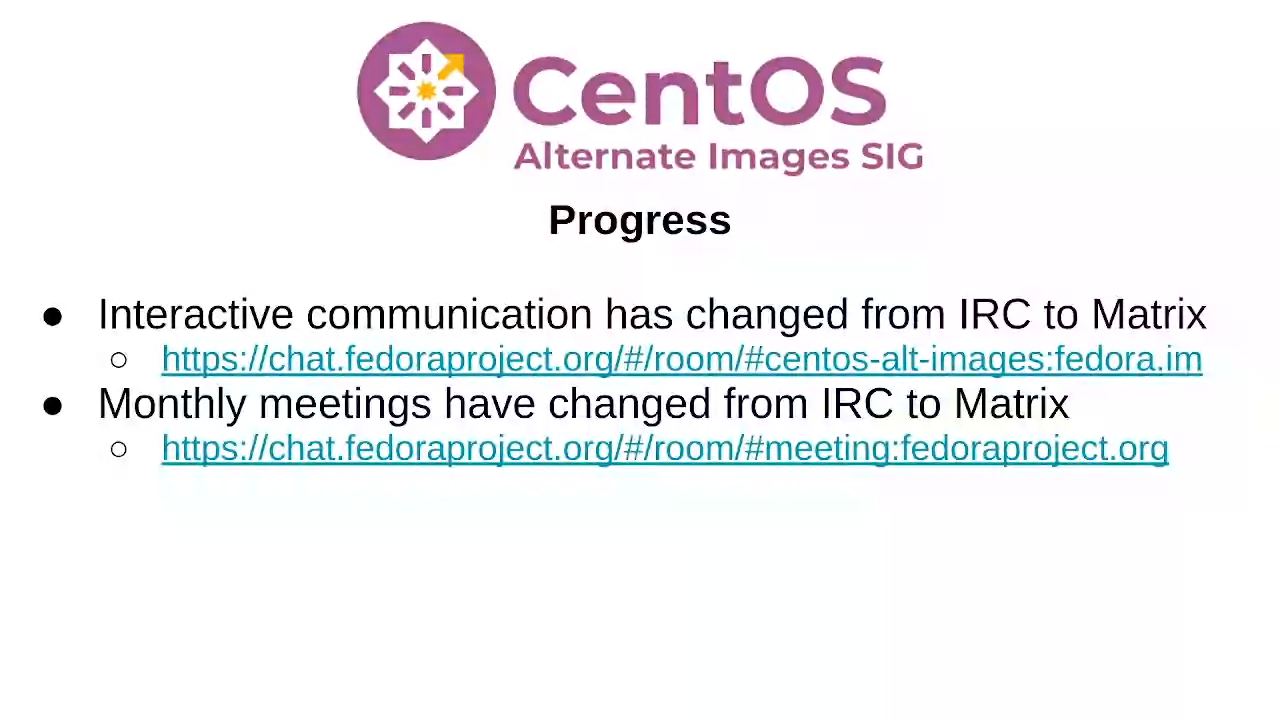 CentOS
Alternate Images SIG
Progress
● Interactive communication has changed from IRC to Matrix
○ https://chat.fedoraproject.org/#/room/#centos-alt-images:fedora.im
● Monthly meetings have changed from IRC to Matrix
○ https://chat.fedoraproject.org/#/room/#meeting:fedoraproject.org